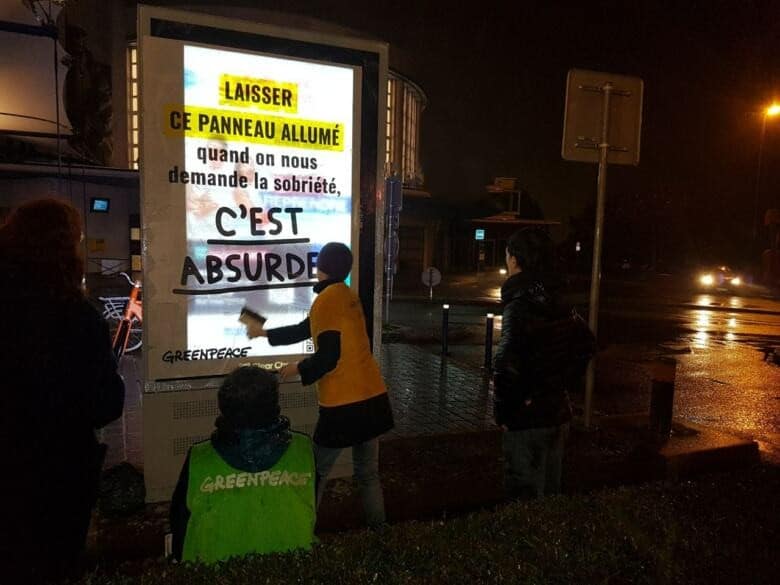 LAISSER
CE PANNEAU ALLUMÉ
quand on nous
demande la sobriété,
C'EST
ABSURDE
GREENPEACE
GREENPEACE